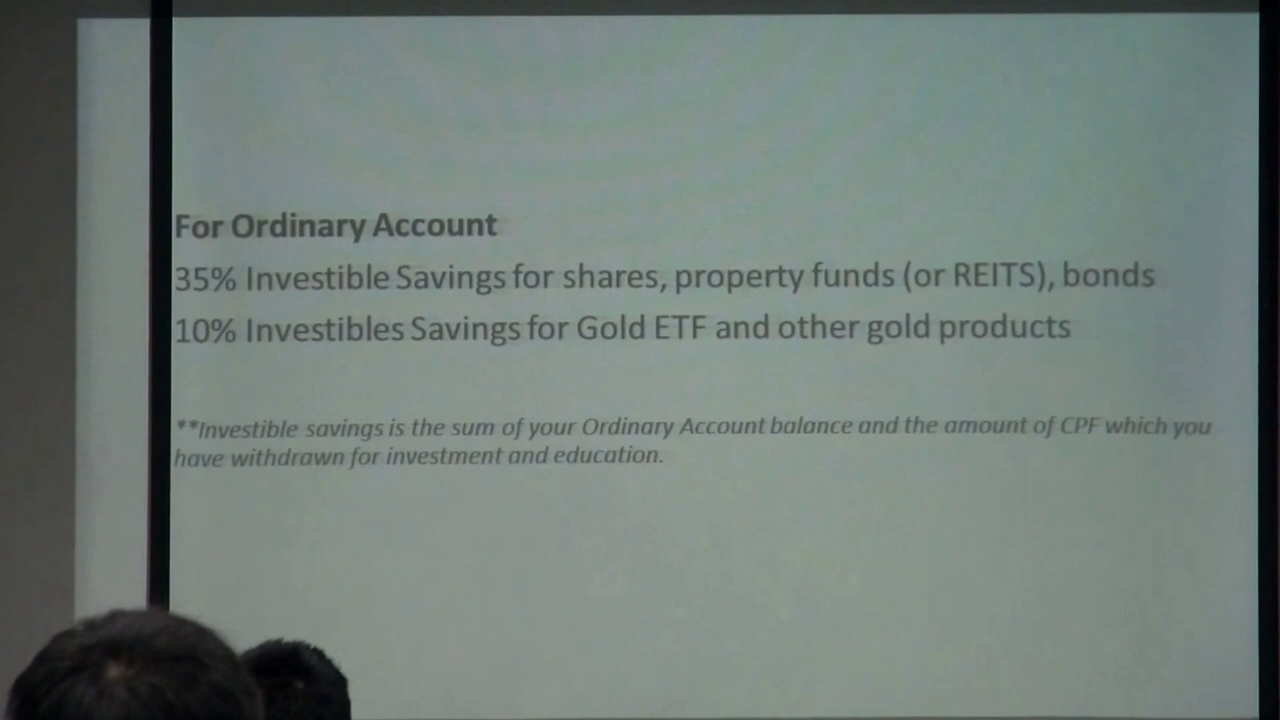 For Ordinary Account
35% Investible Savings for shares, property funds (or REITS), bonds
10% Investibles Savings for Gold ETF and other gold products
**Investible savings is the sum of your Ordinary Account balance and the amount of CPF which you
have withdrawn for investment and education.